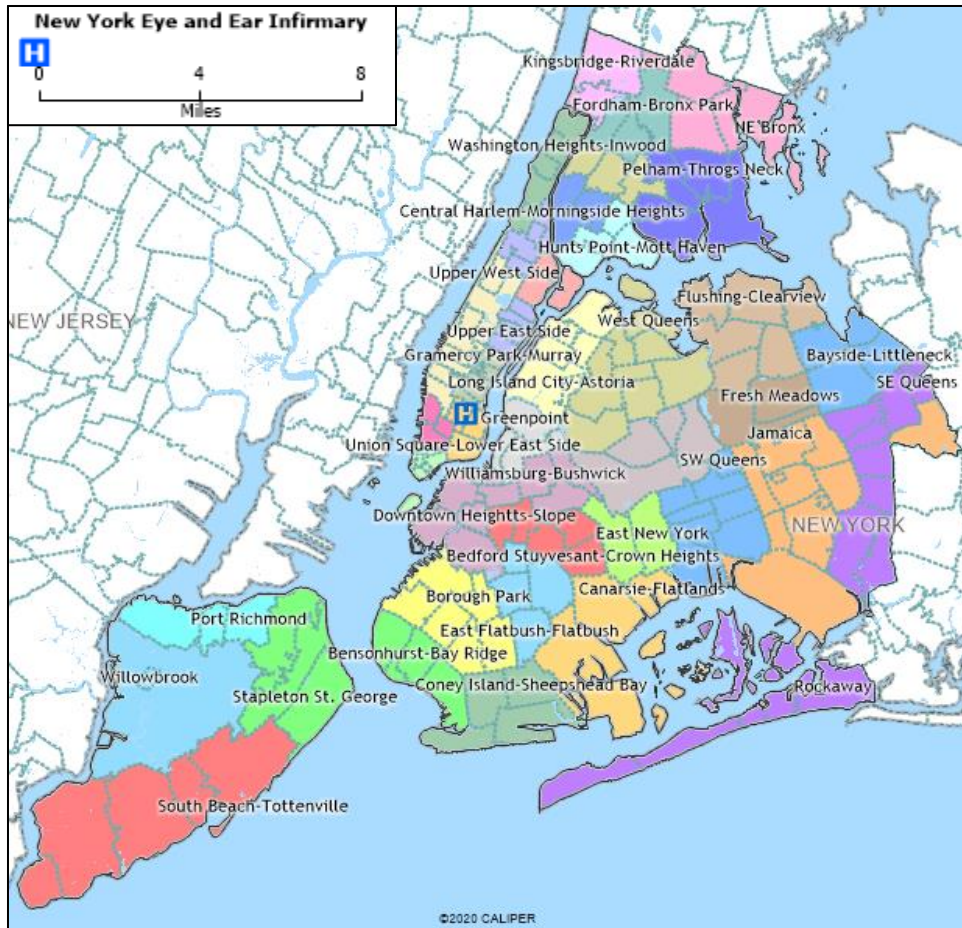 New York Eye and Ear Infirmary
H
0 4 8
Miles
Kingsbridge-Riverdale
Fordham-Bronx Park
NE Bronx
Washington Heights-Inwood
Pelham-Throgs Neck
Central Harlem-Morningside Heights
Hunts Point-Mott Haven
Upper West Side
Flushing-Clearview
NEW JERSEY
West Queens
Upper East Side
Gramercy Park-Murray
Bayside-Littleneck
Long Island City-Astoria
SE Queens
Fresh Meadows
H
Greenpoint
Jamaica
Union Square-Lower East Side
SW Queens
Williamsburg-Bushwick
Downtown Heightts-Slope
NEW YORK
East New York
Bedford Stuyvesant-Crown Heights
Canarsie-Flatlands
Borough Park
Port Richmond
East Flatbush-Flatbush
Bensonhurst-Bay Ridge
Willowbrook
Coney Island-Sheepshead Bay
Rockaway
Stapleton St. George
South Beach-Tottenville
©2020 CALIPER